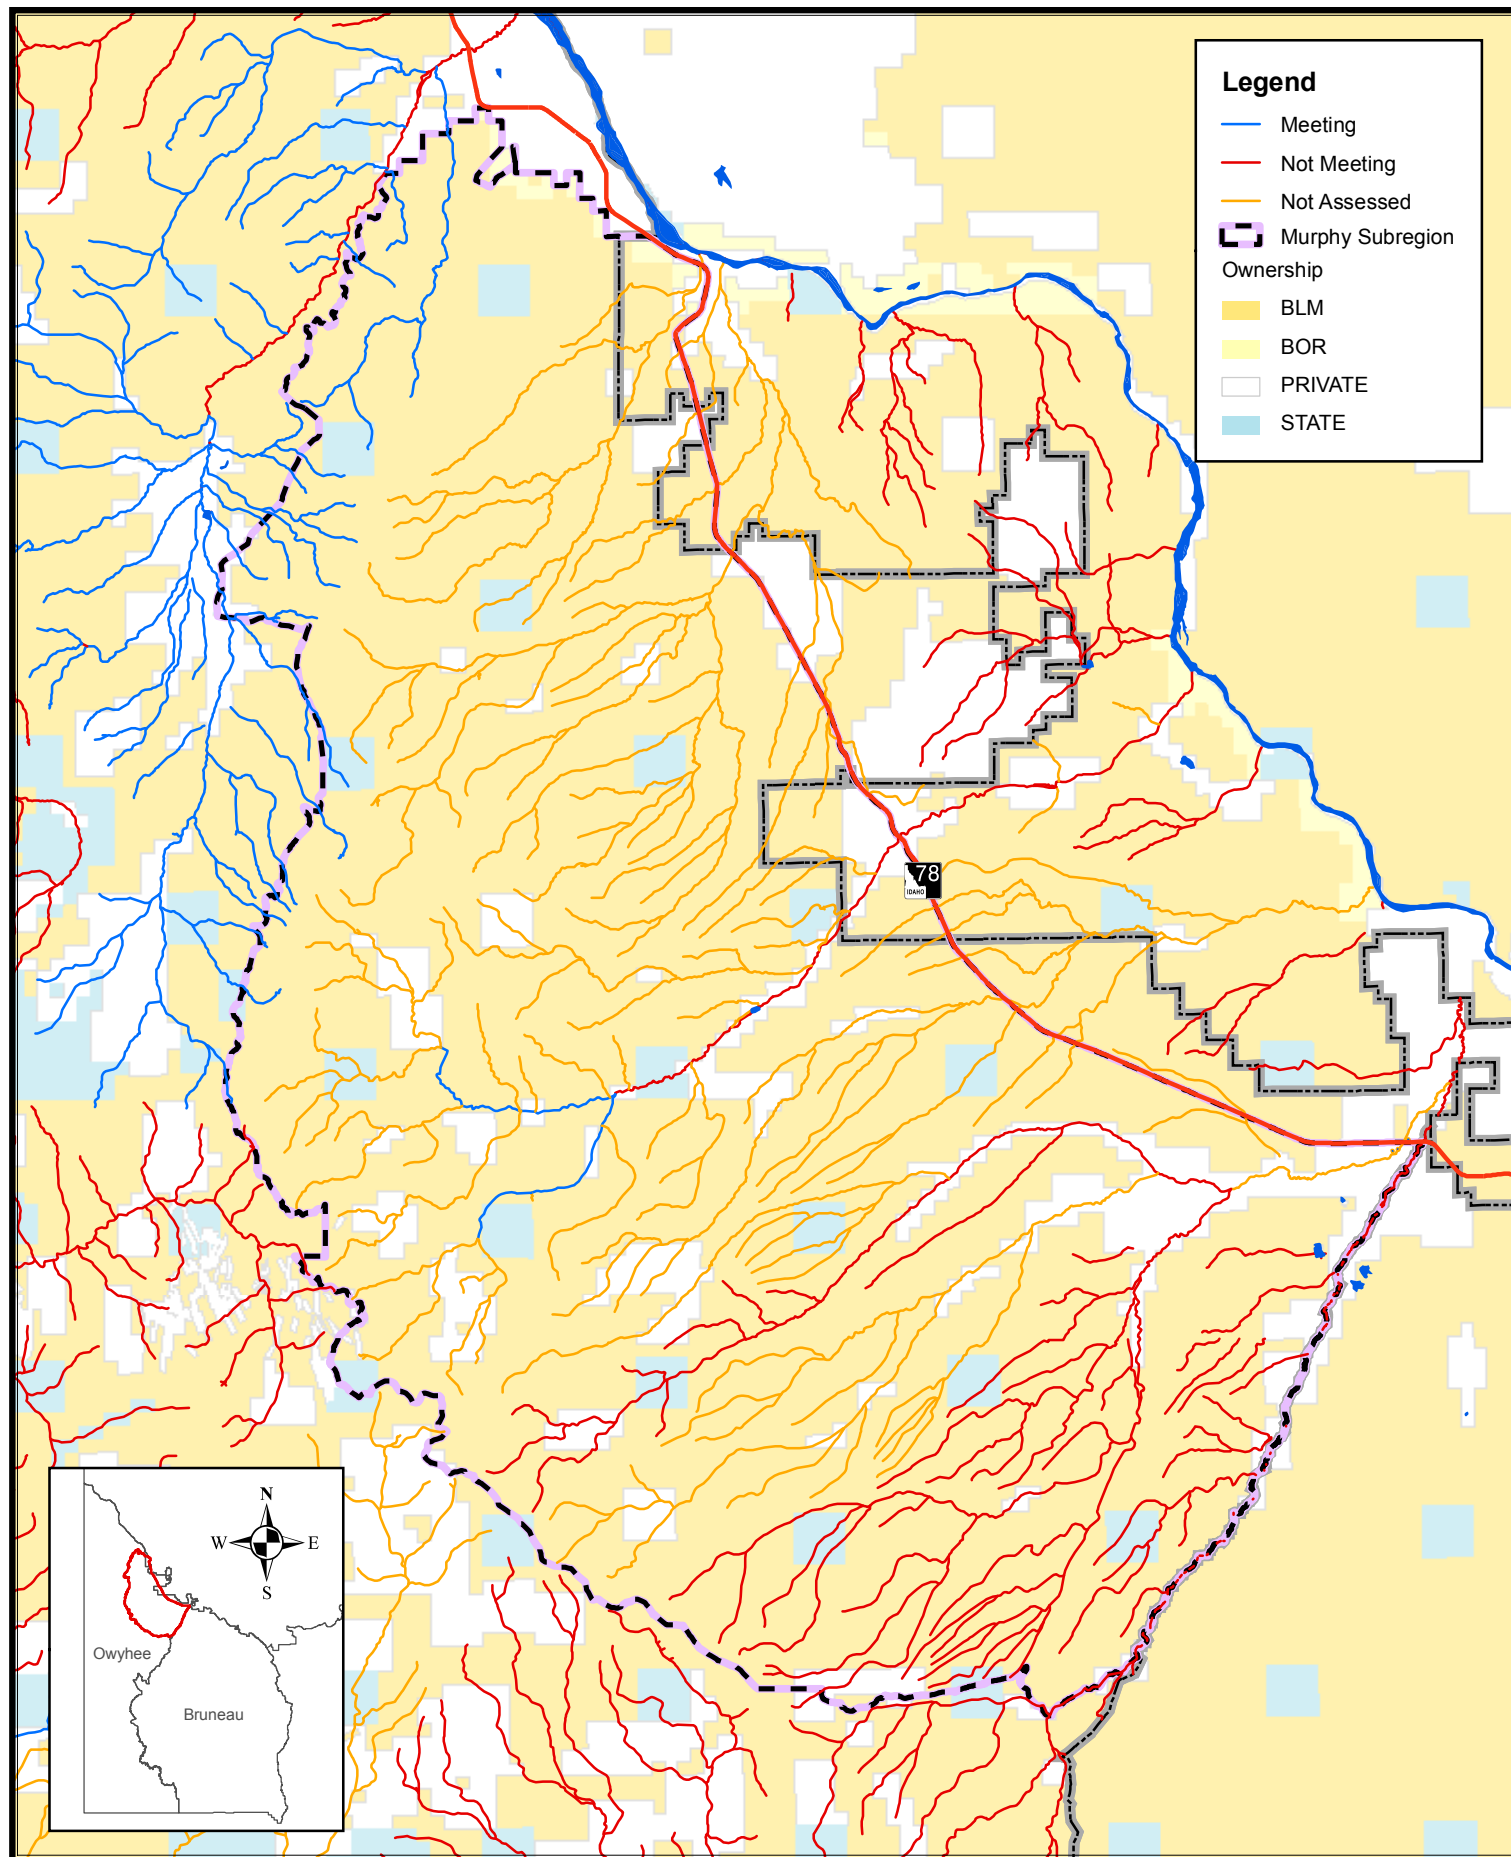 Legend
Meeting
Not Meeting
Not Assessed
Murphy Subregion
Ownership
BLM
BOR
PRIVATE
STATE
78
IDAHO
N
W E
S
Owyhee
Bruneau